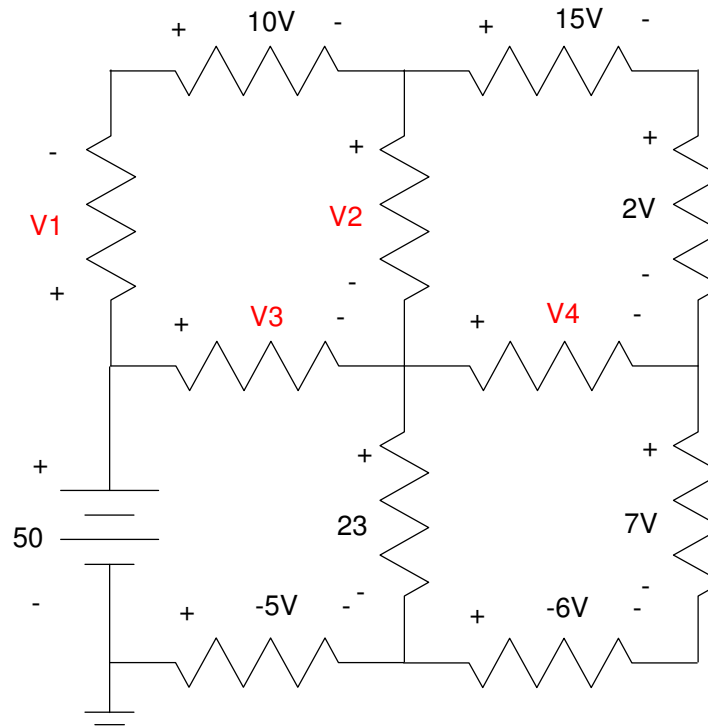 + 10V - + 15V -
- + +
V1 V2 2V
+ - -
+ V3 - + V4 -
+ + +
50 23 7V
- - -
+ -5V - + -6V -